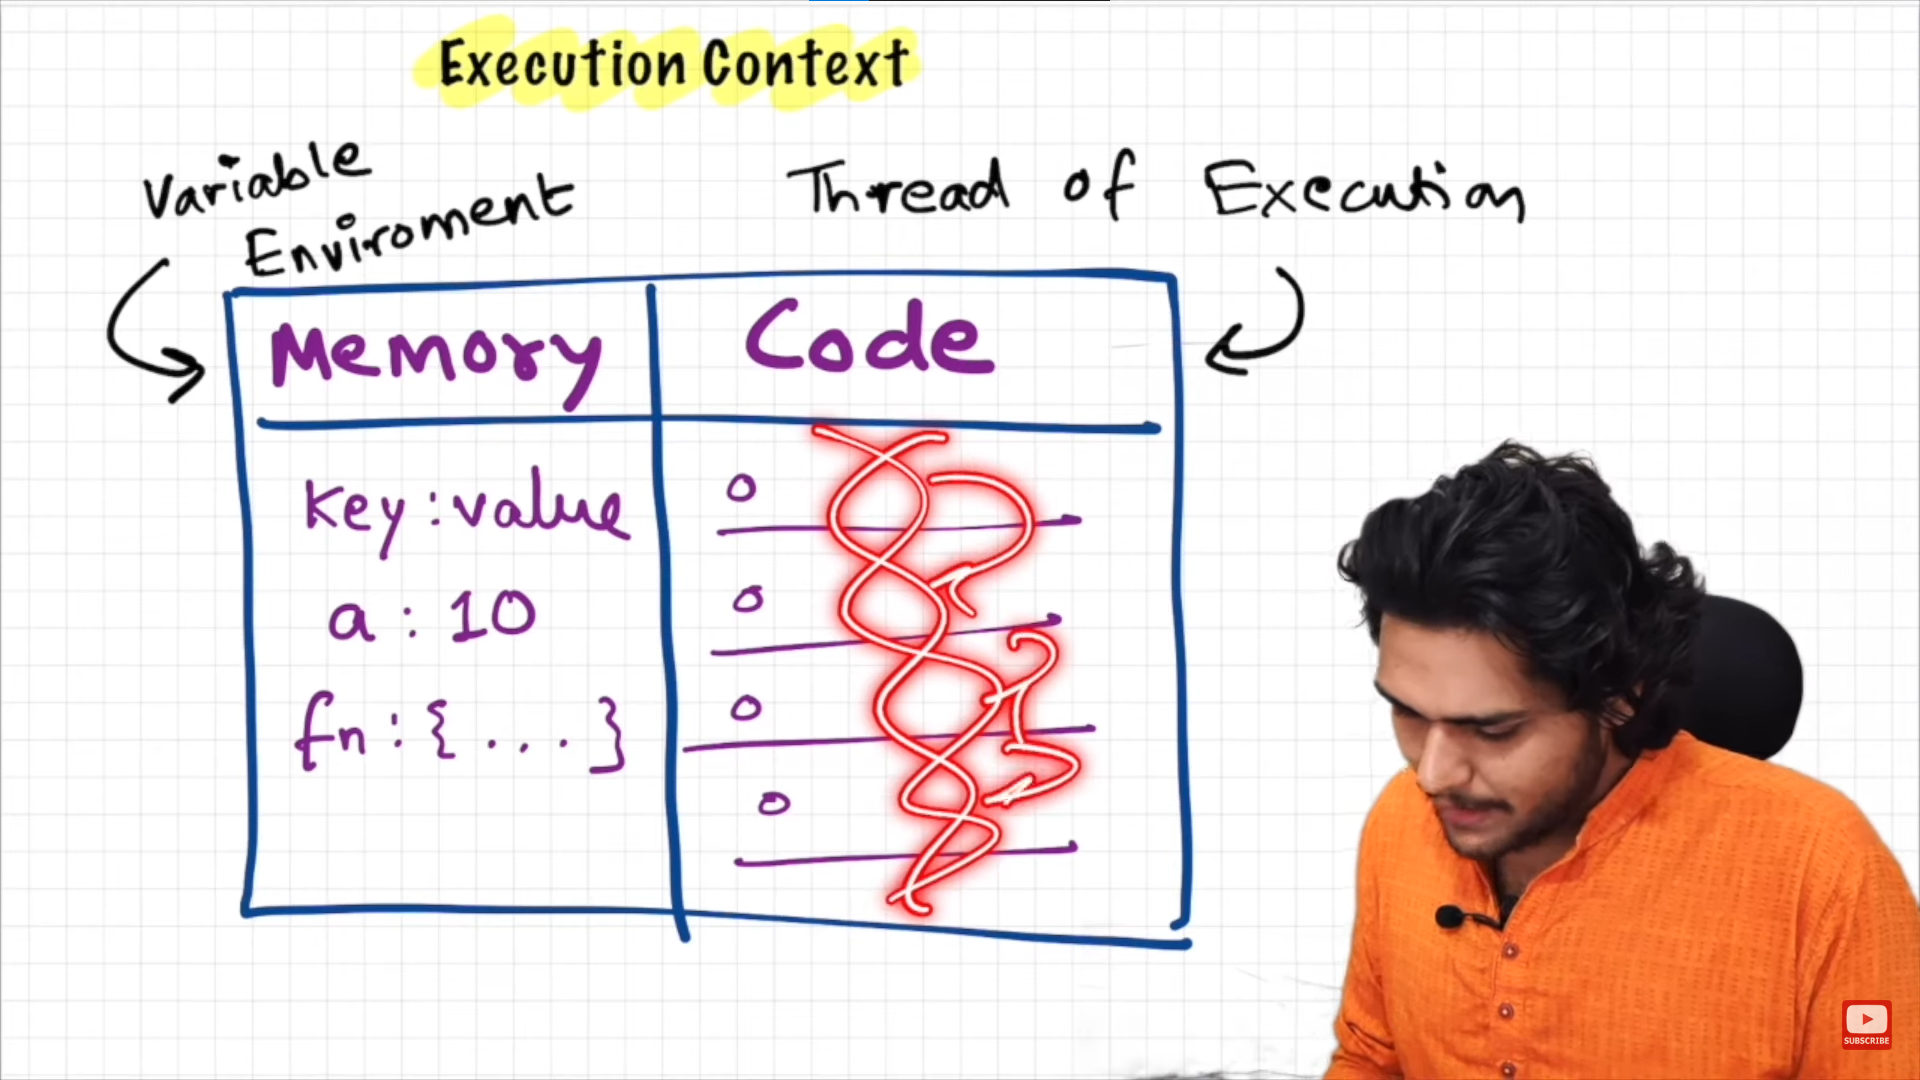 Execution Context
Variable
Enviroment
Thread of Execution
Memory
Code
key : value
a : 10
fn : { . . . }
o
o
o
o
SUBSCRIBE